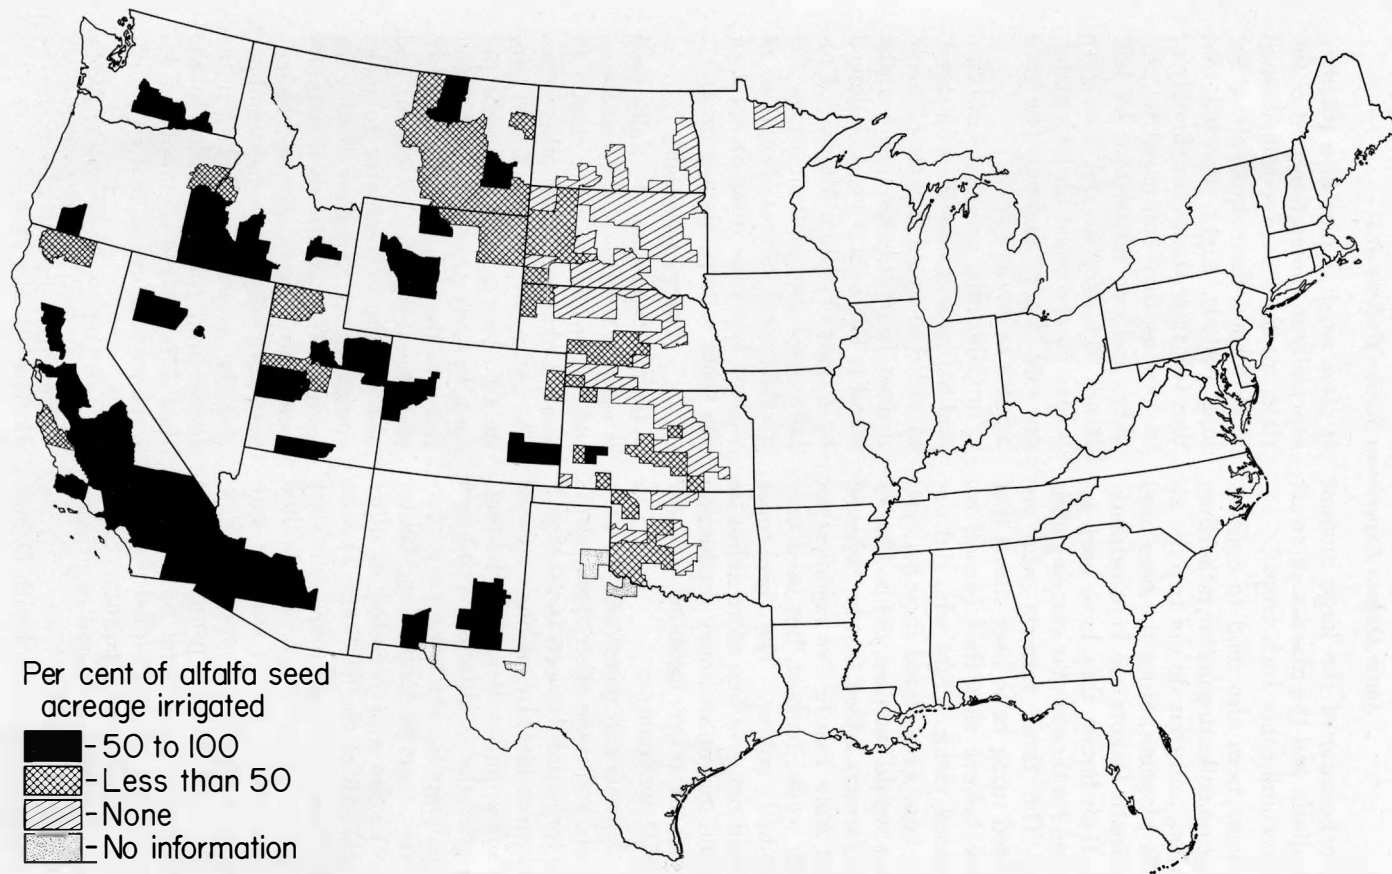 Per cent of alfalfa seed
acreage irrigated
- 50 to 100
- Less than 50
- None
- No information